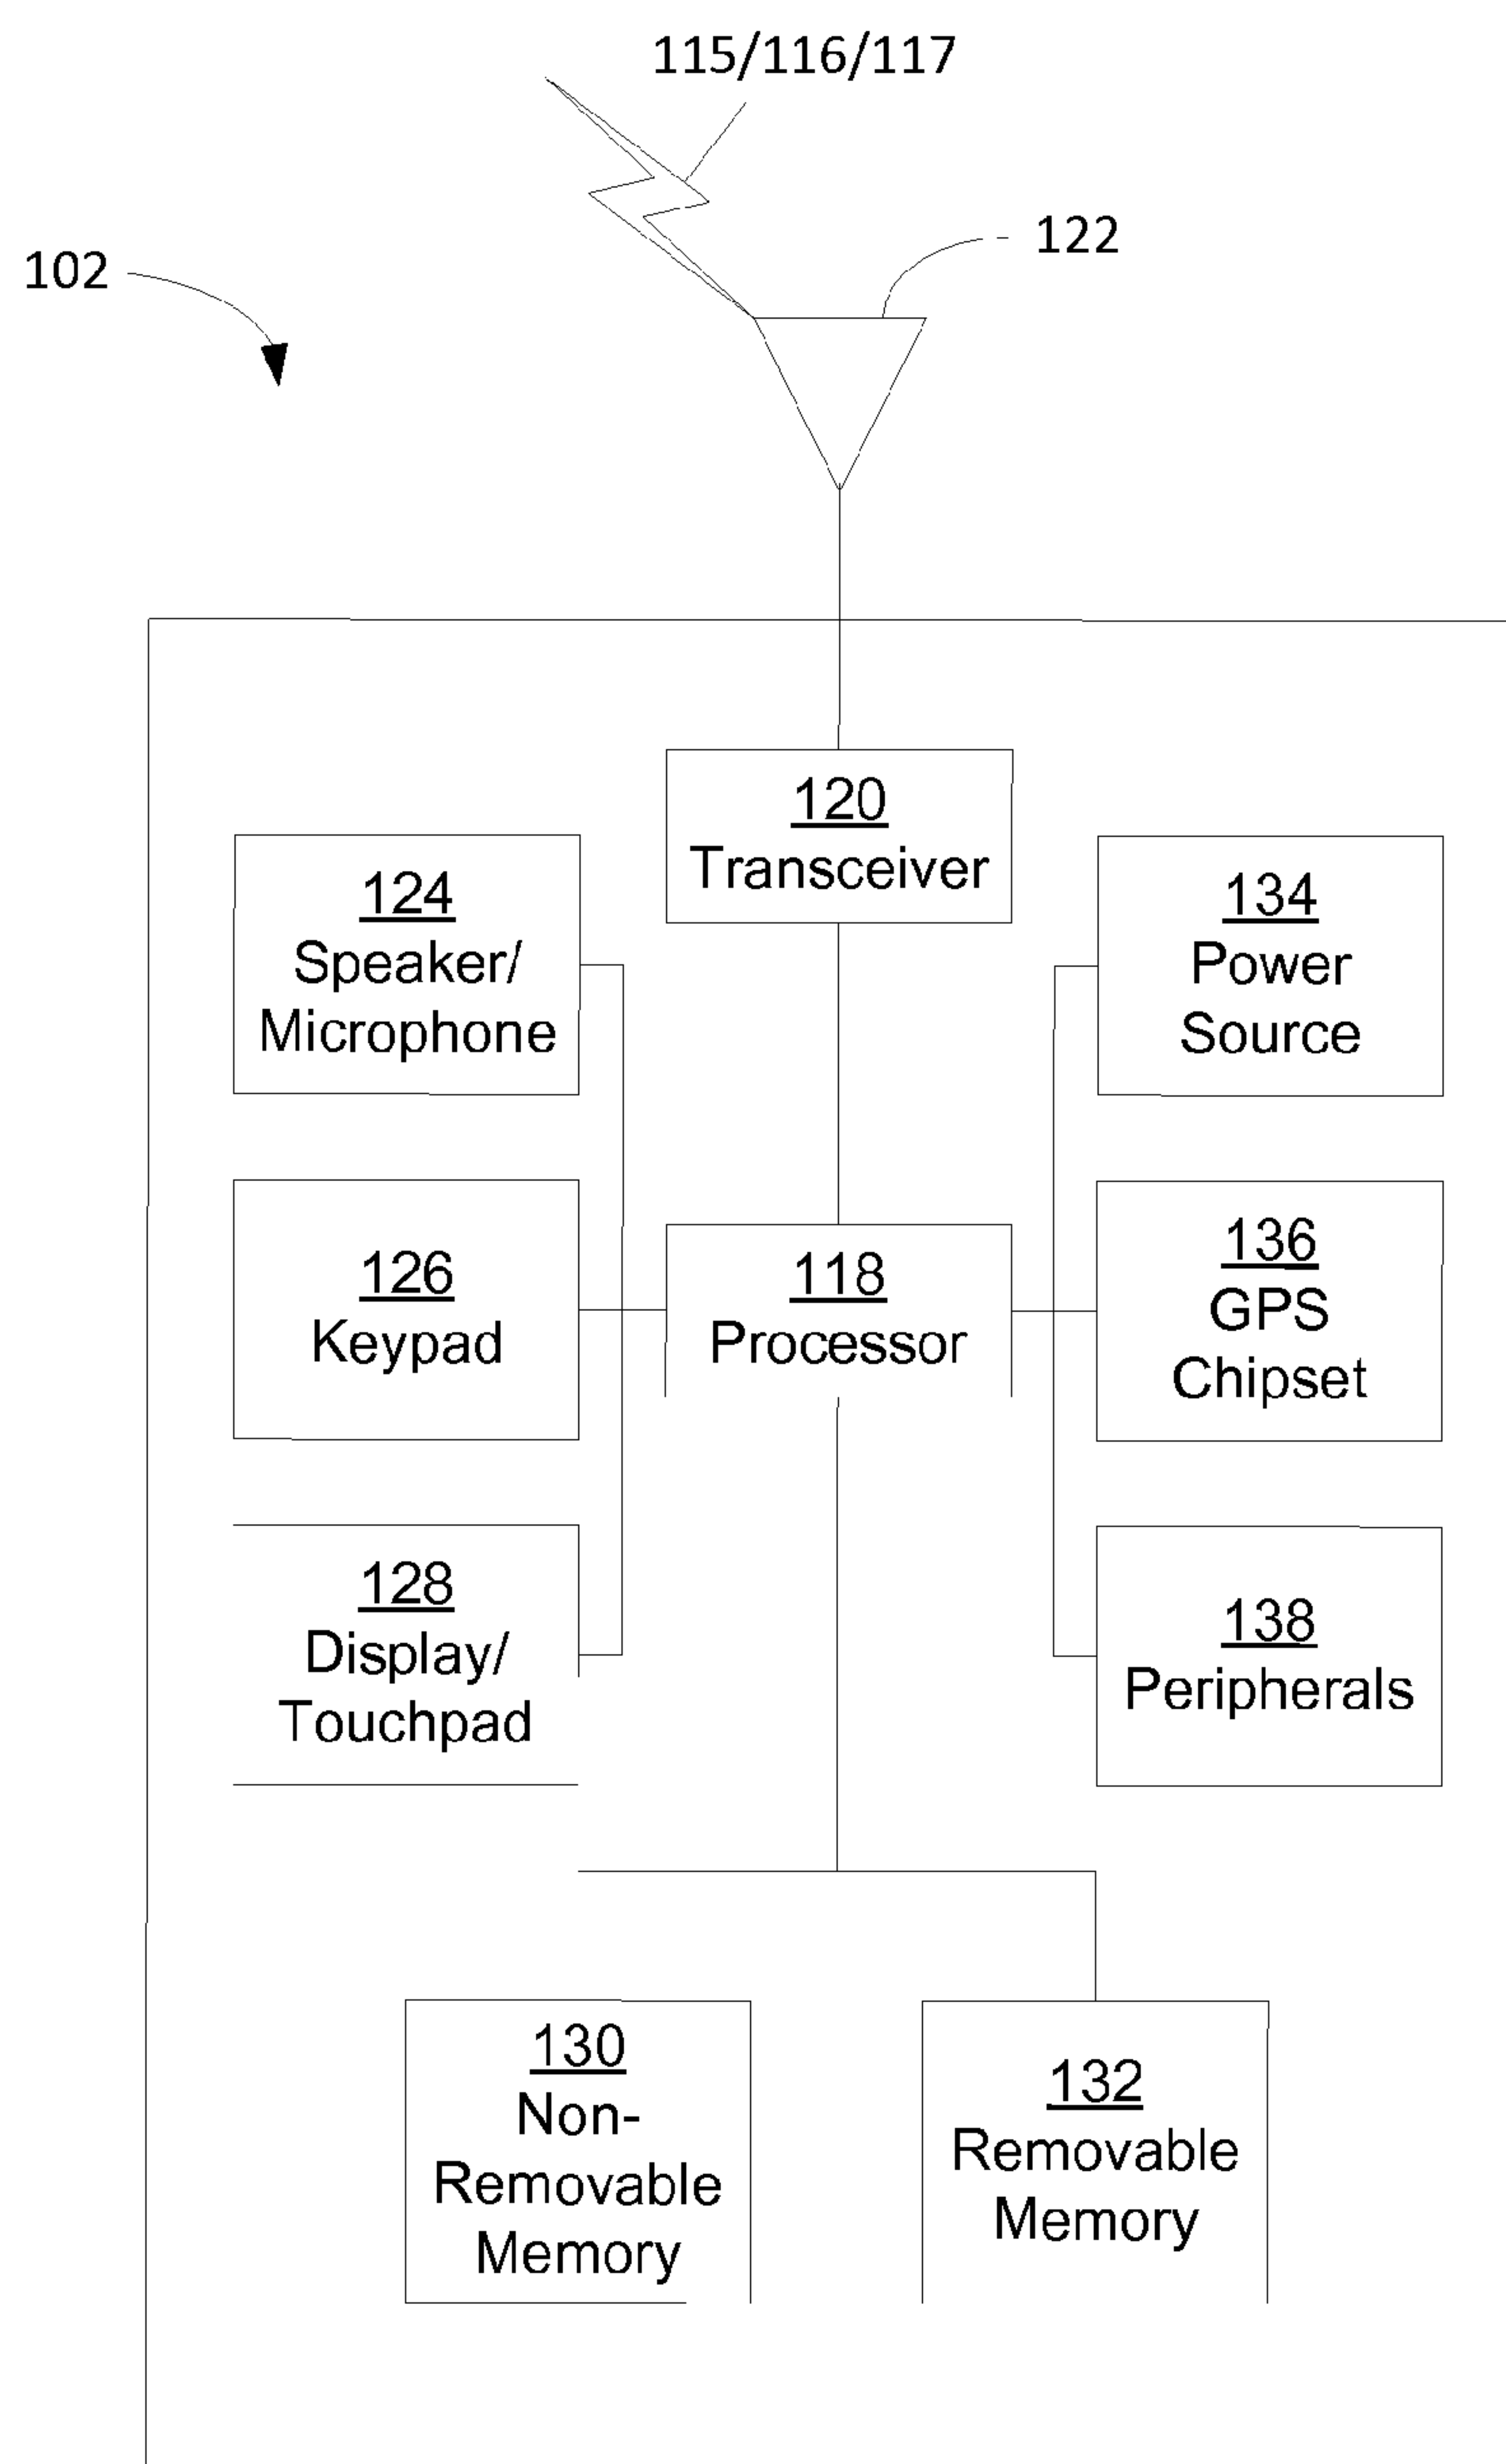 115/116/117
122
102
120
Transceiver
124
Speaker/
Microphone
134
Power
Source
126
Keypad
118
Processor
136
GPS
Chipset
128
Display/
Touchpad
138
Peripherals
130
Non-
Removable
Memory
132
Removable
Memory